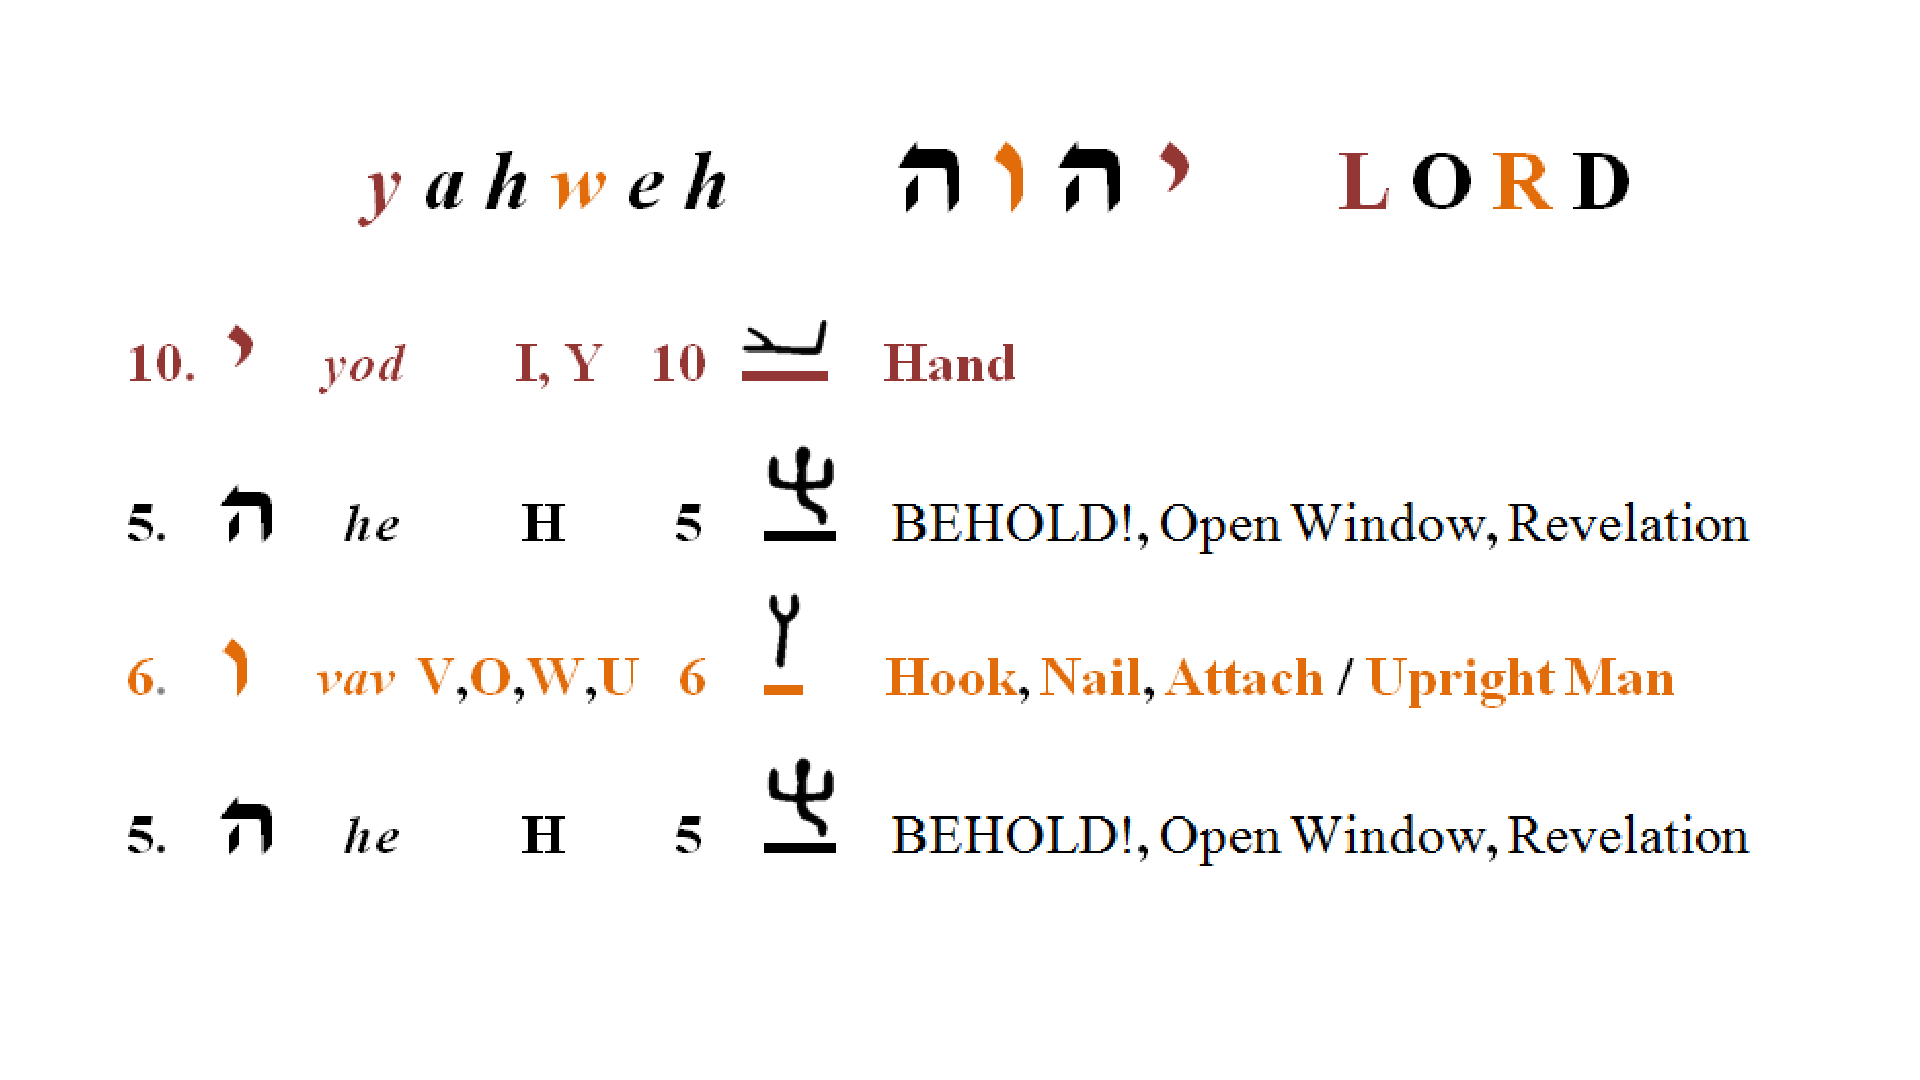 yahweh יהוה LORD
10. י yod I, Y 10 Hand
5. ה he H 5 BEHOLD!, Open Window, Revelation
6. ו vav V,O,W,U 6 Hook, Nail, Attach / Upright Man
5. ה he H 5 BEHOLD!, Open Window, Revelation